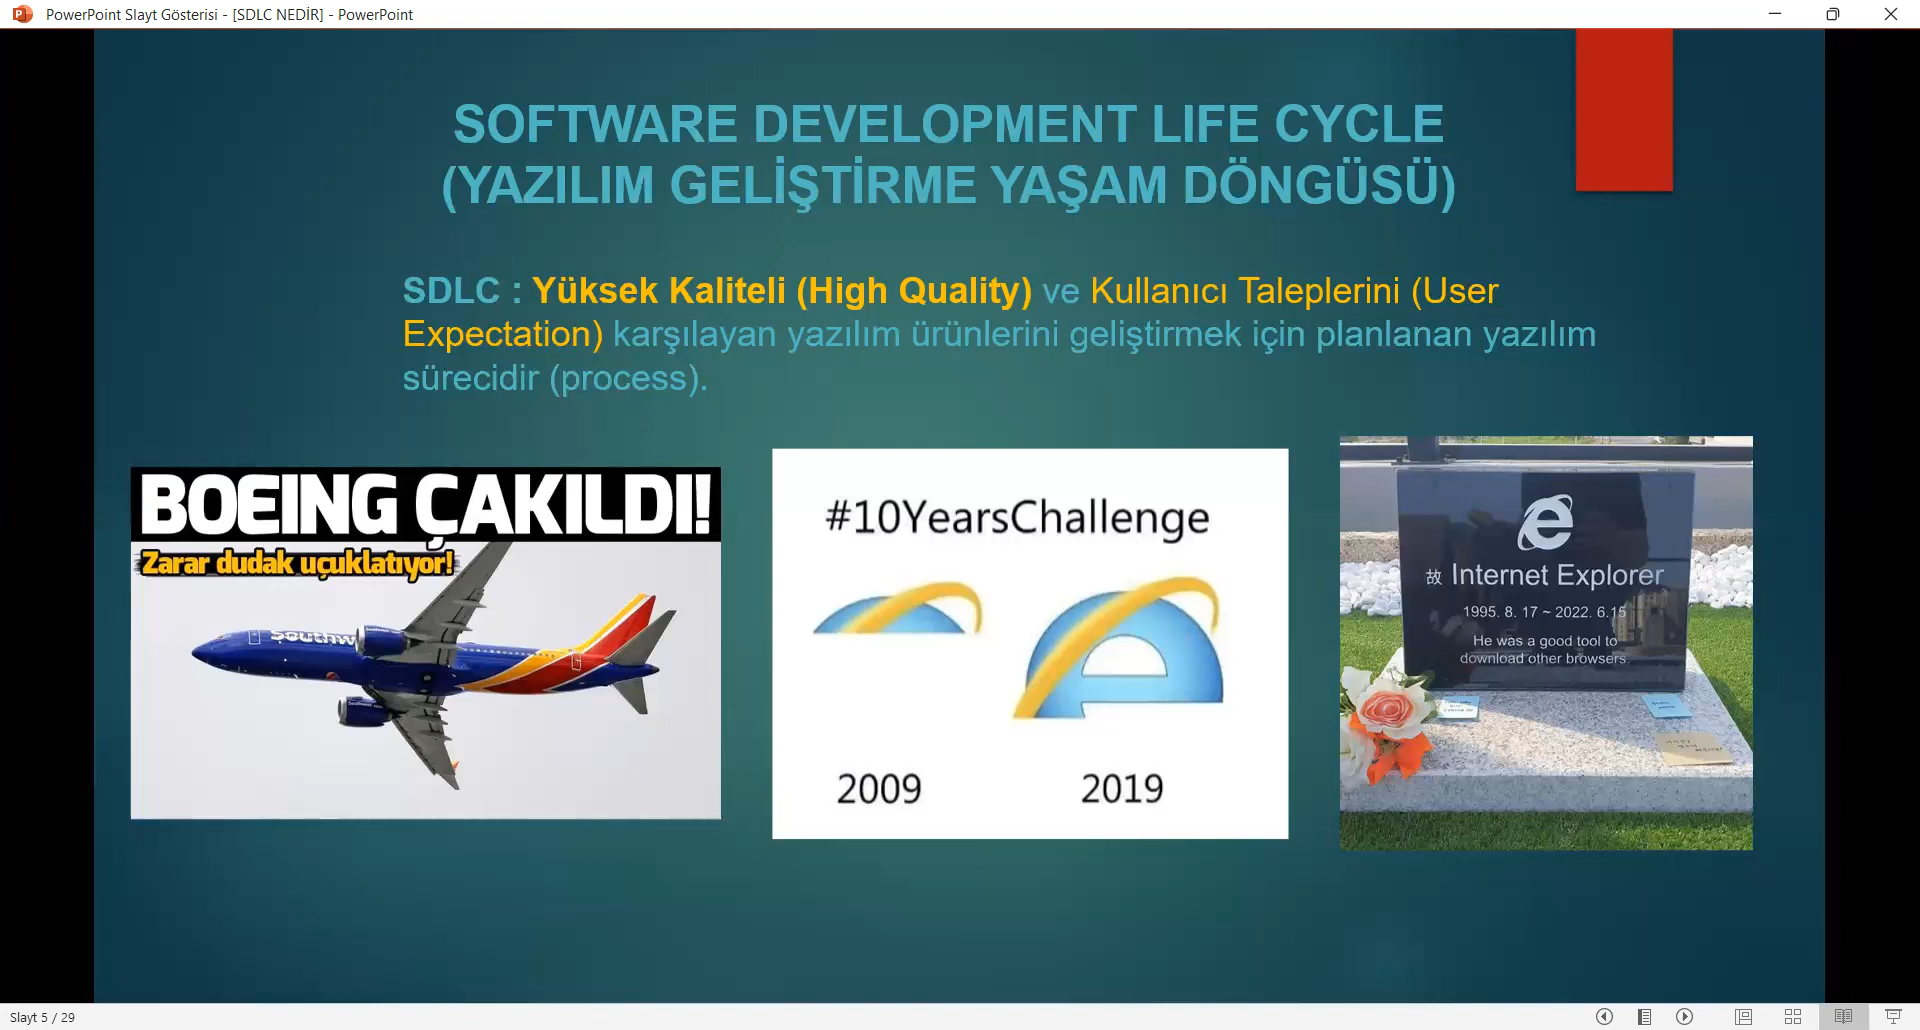 PowerPoint Slayt Gösterisi - [SDLC NEDİR] - PowerPoint
SOFTWARE DEVELOPMENT LIFE CYCLE
(YAZILIM GELİŞTİRME YAŞAM DÖNGÜSÜ)
SDLC : Yüksek Kaliteli (High Quality) ve Kullanıcı Taleplerini (User
Expectation) karşılayan yazılım ürünlerini geliştirmek için planlanan yazılım
sürecidir (process).
BOEING ÇAKILDI!
Zarar dudak uçuklatıyor!
Southw
#10YearsChallenge
2009
2019
故 Internet Explorer
1995. 8. 17 ~ 2022. 6.15
He was a good tool to
download other browsers.
Slayt 5 / 29